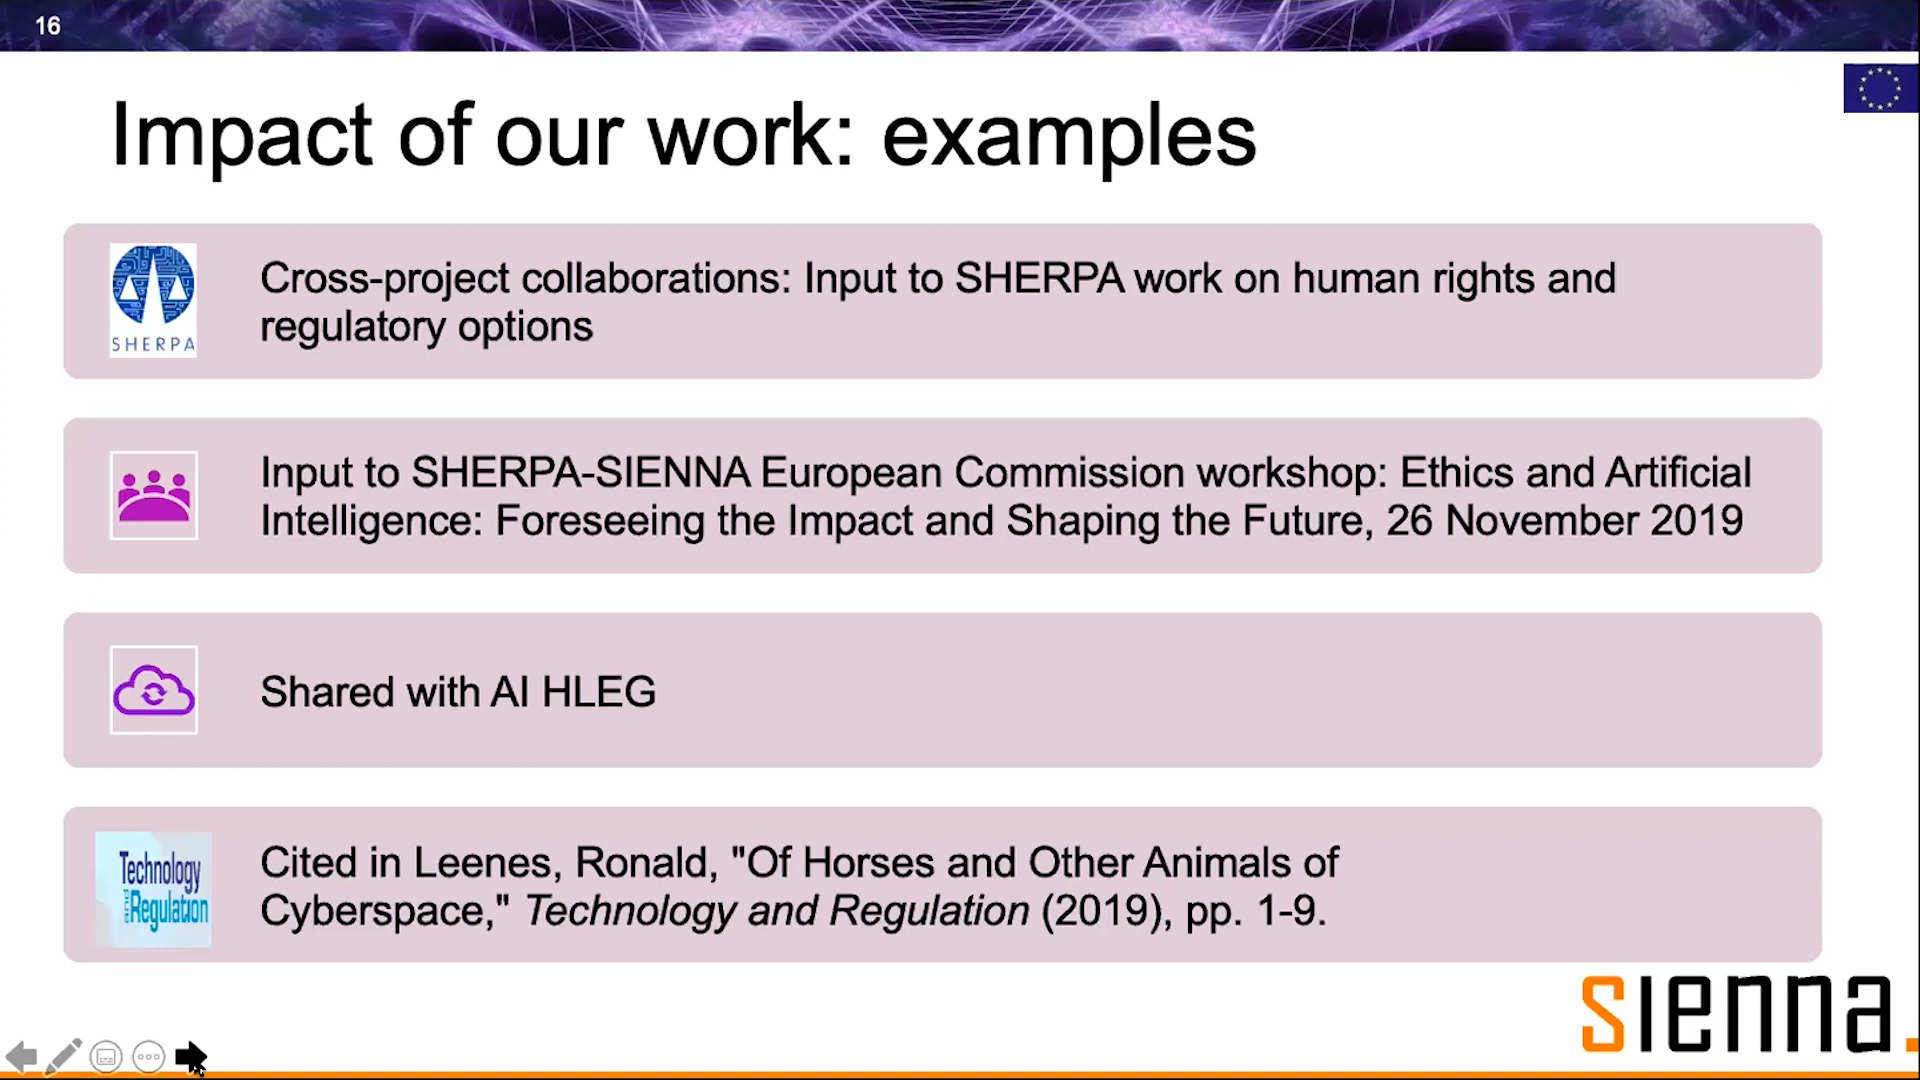 16
Impact of our work: examples
SHERPA
Cross-project collaborations: Input to SHERPA work on human rights and
regulatory options
Input to SHERPA-SIENNA European Commission workshop: Ethics and Artificial
Intelligence: Foreseeing the Impact and Shaping the Future, 26 November 2019
Shared with AI HLEG
Technology
and Regulation
Cited in Leenes, Ronald, "Of Horses and Other Animals of
Cyberspace," Technology and Regulation (2019), pp. 1-9.
sienna.